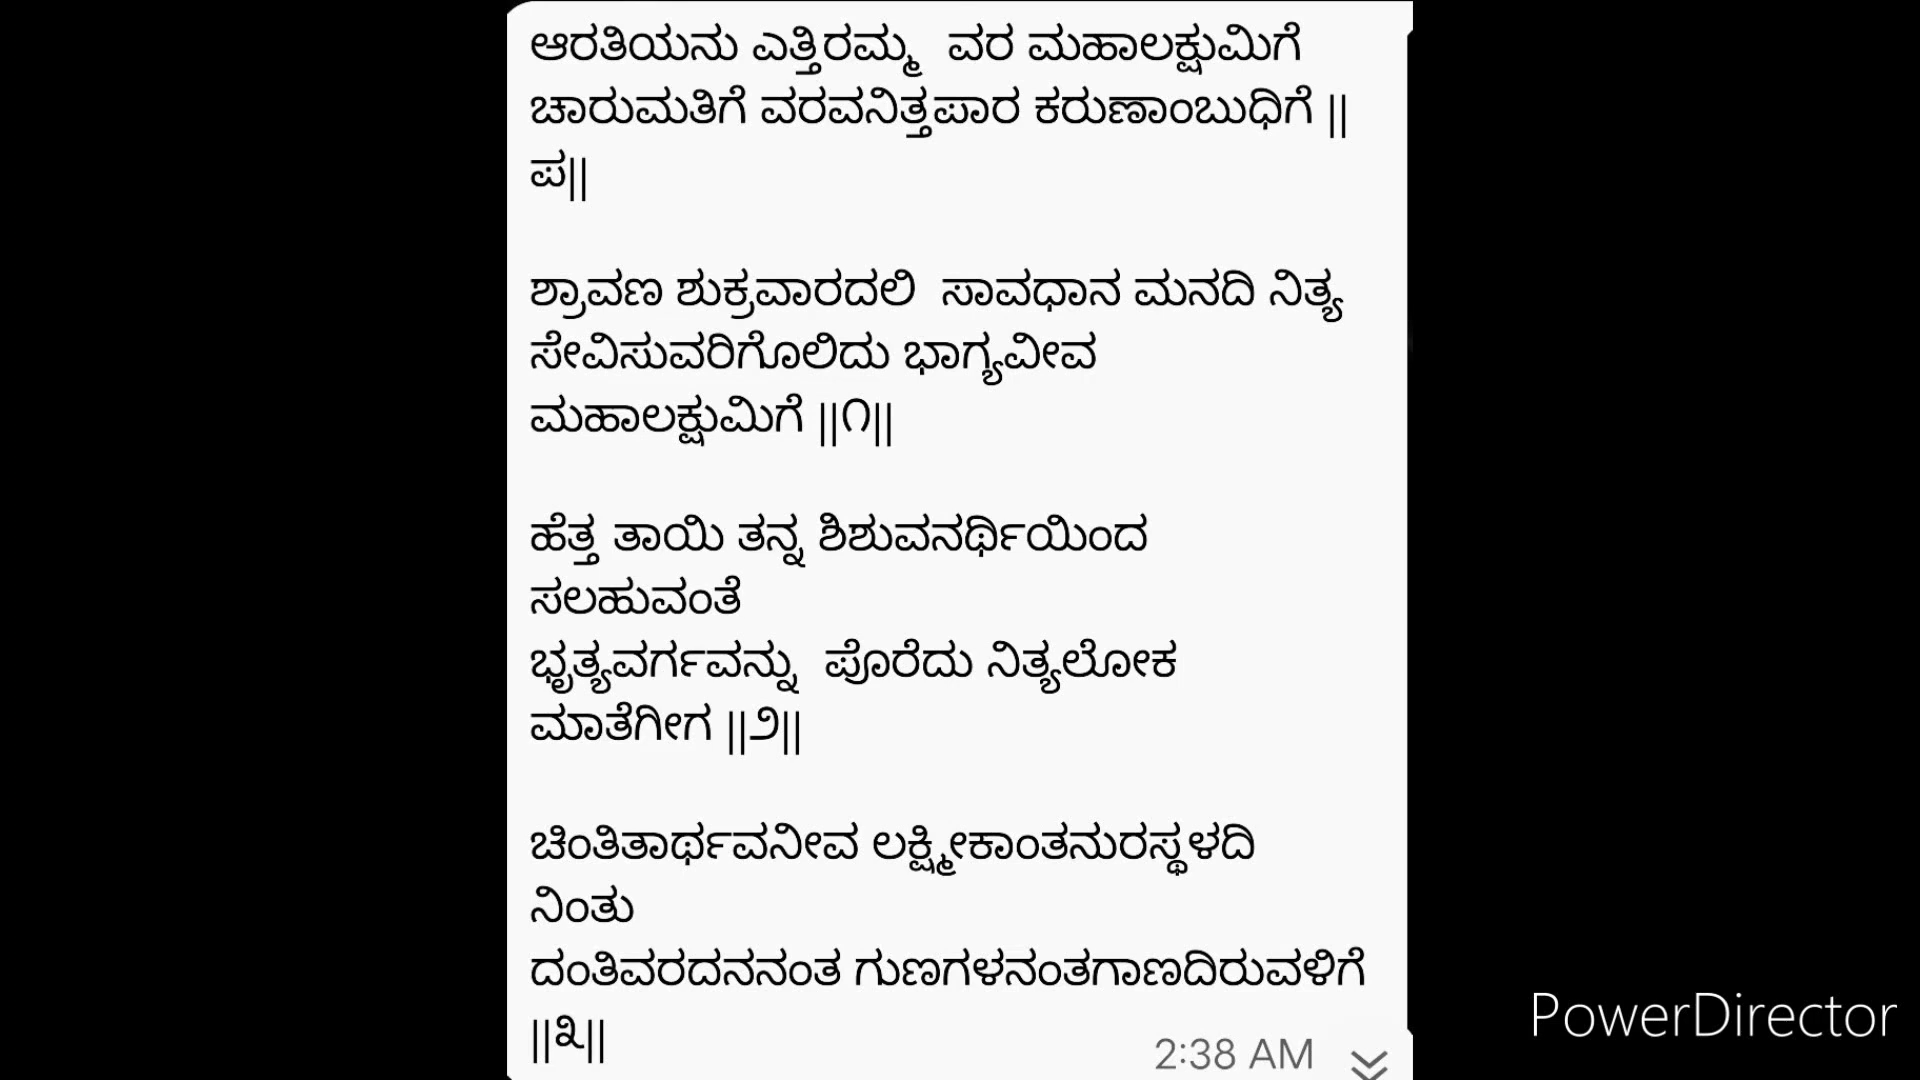 ಆರತಿಯನು ಎತ್ತಿರಮ್ಮ ವರ ಮಹಾಲಕ್ಷುಮಿಗೆ
ಚಾರುಮತಿಗೆ ವರವನಿತ್ತಪಾರ ಕರುಣಾಂಬುಧಿಗೆ ||
ಪ||
ಶ್ರಾವಣ ಶುಕ್ರವಾರದಲಿ ಸಾವಧಾನ ಮನದಿ ನಿತ್ಯ
ಸೇವಿಸುವರಿಗೊಲಿದು ಭಾಗ್ಯವೀವ
ಮಹಾಲಕ್ಷುಮಿಗೆ ||೧||
ಹೆತ್ತ ತಾಯಿ ತನ್ನ ಶಿಶುವನರ್ಥಿಯಿಂದ
ಸಲಹುವಂತೆ
ಭೃತ್ಯವರ್ಗವನ್ನು ಪೊರೆದು ನಿತ್ಯಲೋಕ
ಮಾತೆಗೀಗ ||೨||
ಚಿಂತಿತಾರ್ಥವನೀವ ಲಕ್ಷ್ಮೀಕಾಂತನುರಸ್ಥಳದಿ
ನಿಂತು
ದಂತಿವರದನನಂತ ಗುಣಗಳನಂತಗಾಣದಿರುವಳಿಗೆ
||೩||
2:38 AM
PowerDirector